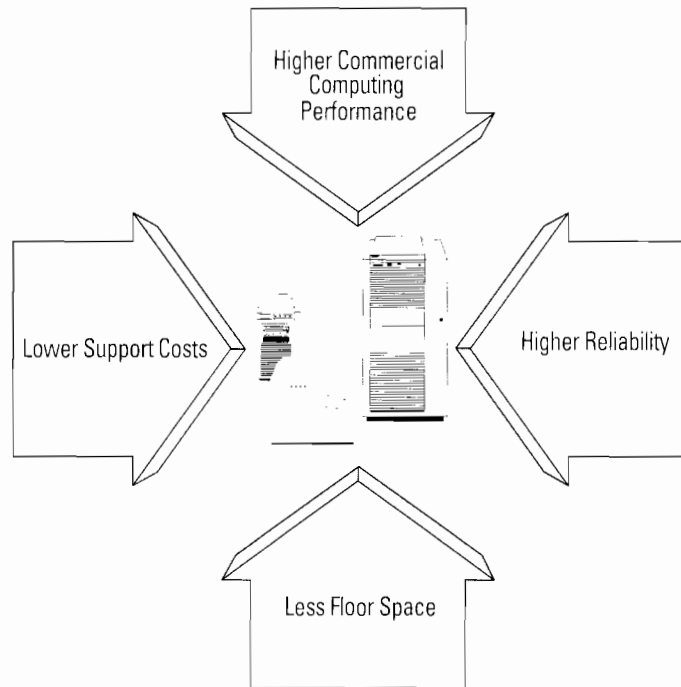 Higher Commercial
Computing
Performance
Lower Support Costs
Higher Reliability
Less Floor Space